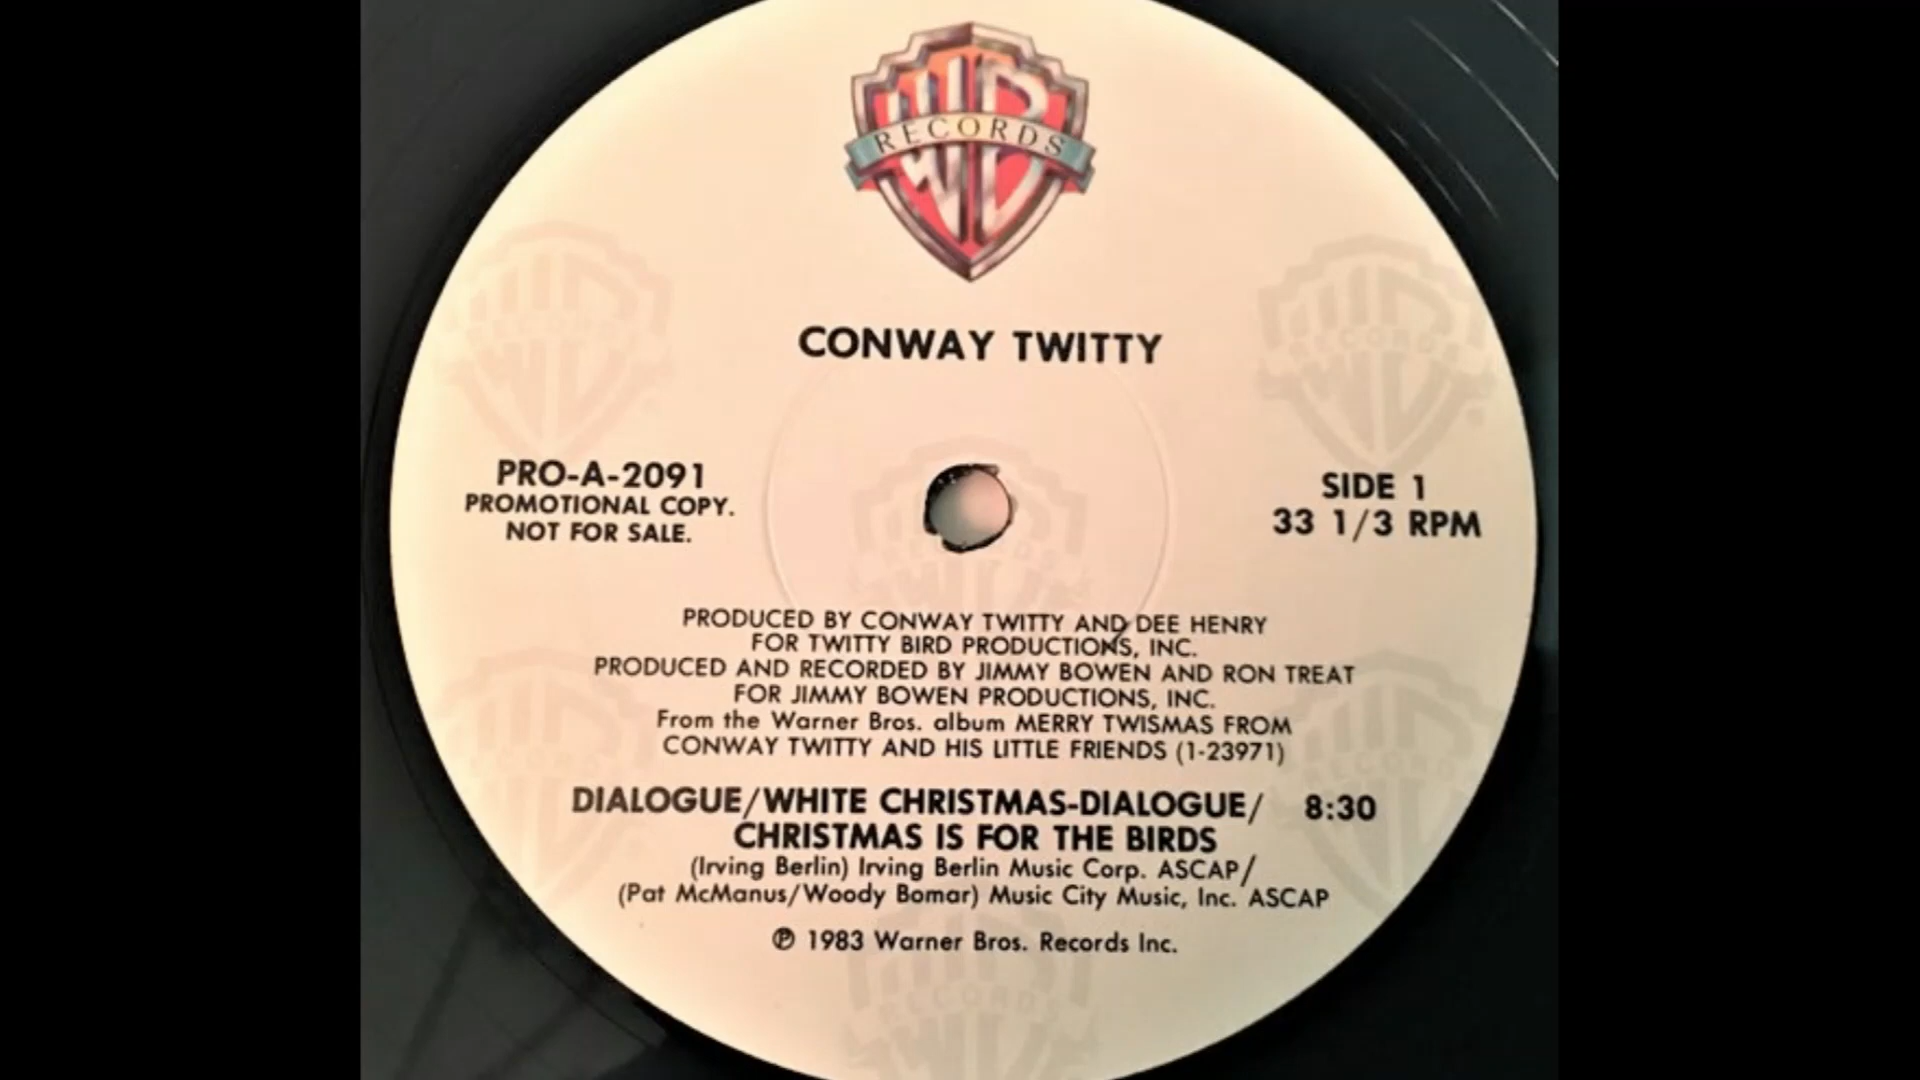 RECORDS
CONWAY TWITTY
PRO-A-2091
PROMOTIONAL COPY.
NOT FOR SALE.
SIDE 1
33 1/3 RPM
PRODUCED BY CONWAY TWITTY AND DEE HENRY
FOR TWITTY BIRD PRODUCTIONS, INC.
PRODUCED AND RECORDED BY JIMMY BOWEN AND RON TREAT
FOR JIMMY BOWEN PRODUCTIONS, INC.
From the Warner Bros. album MERRY TWISMAS FROM
CONWAY TWITTY AND HIS LITTLE FRIENDS (1-23971)
DIALOGUE/WHITE CHRISTMAS-DIALOGUE/ 8:30
CHRISTMAS IS FOR THE BIRDS
(Irving Berlin) Irving Berlin Music Corp. ASCAP/
(Pat McManus/Woody Bomar) Music City Music, Inc. ASCAP
℗ 1983 Warner Bros. Records Inc.